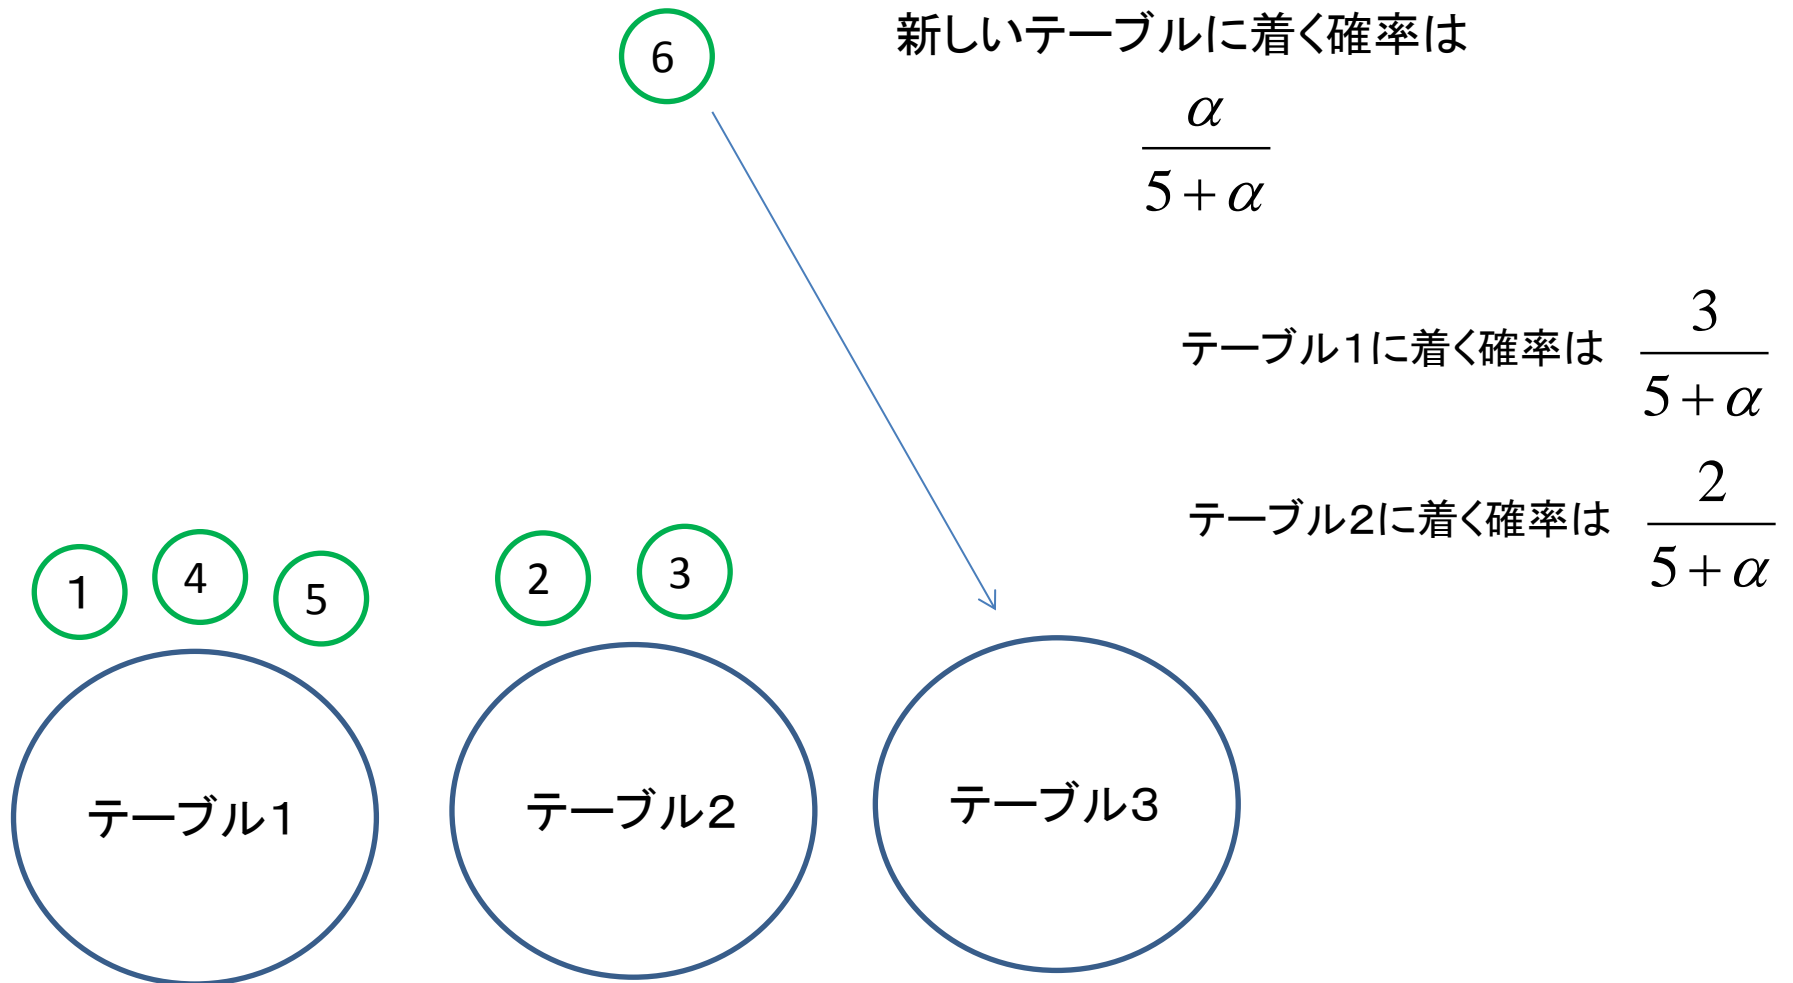 6
新しいテーブルに着く確率は
α
5+α
テーブル1に着く確率は 3
5+α
テーブル2に着く確率は 2
5+α
1 4 5 2 3
テーブル1 テーブル2 テーブル3